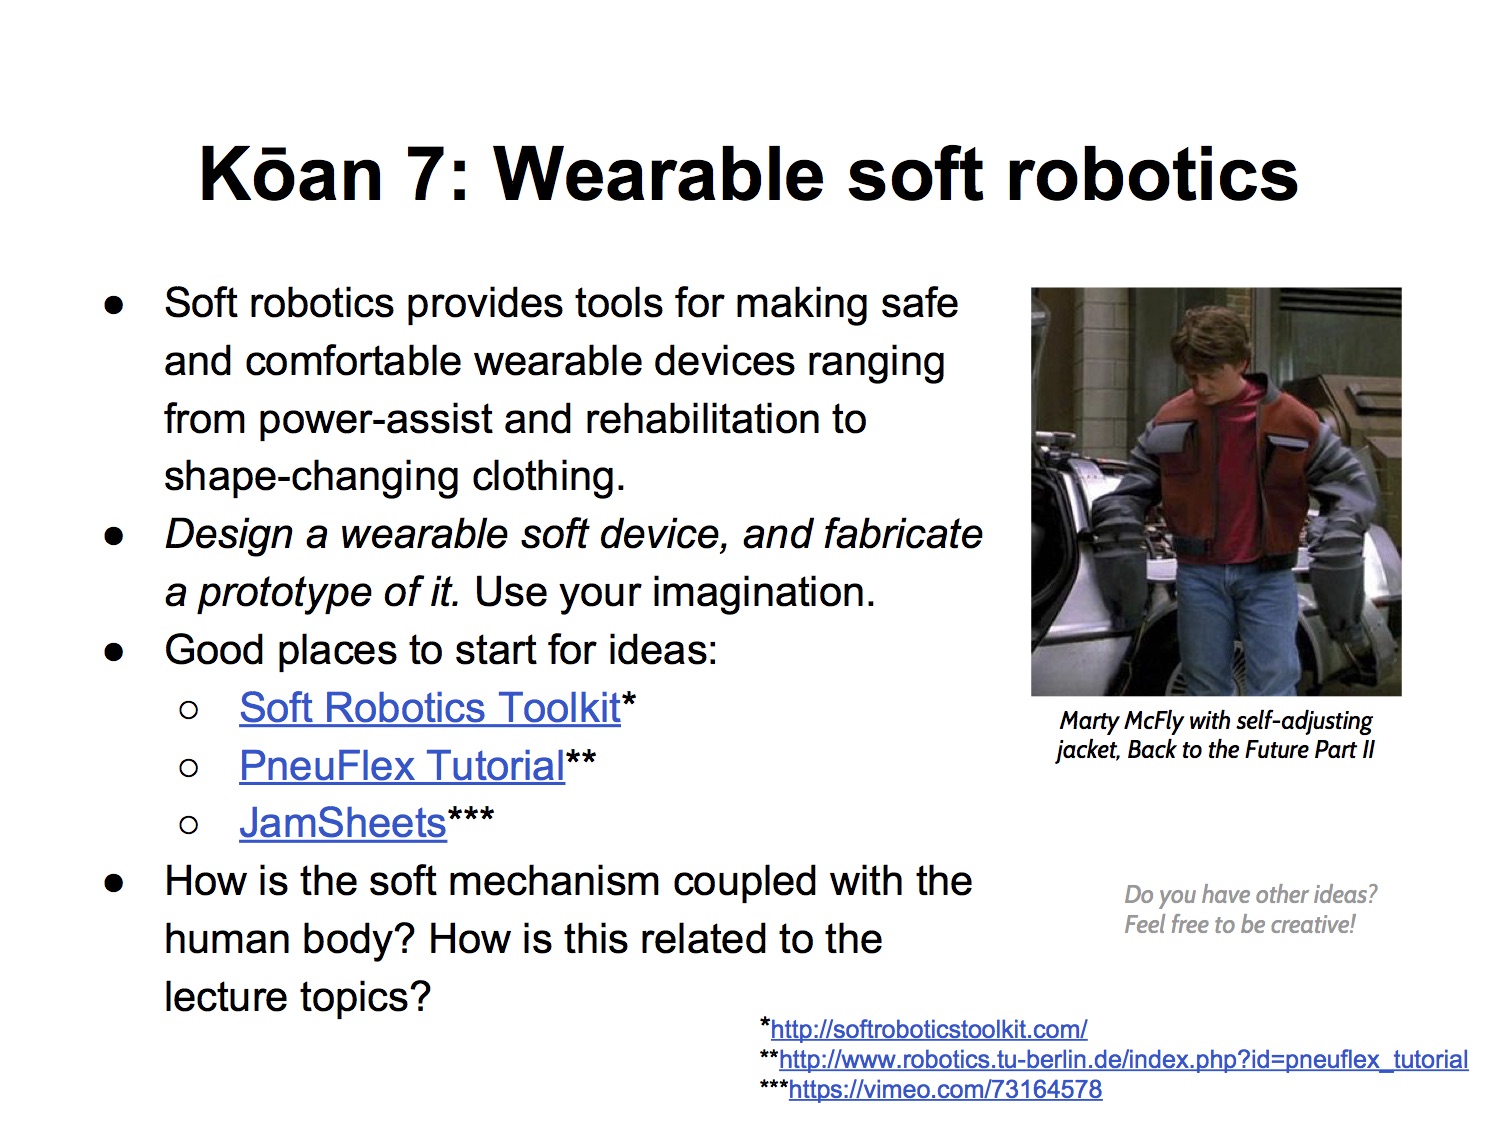 Kōan 7: Wearable soft robotics
● Soft robotics provides tools for making safe
and comfortable wearable devices ranging
from power-assist and rehabilitation to
shape-changing clothing.
● Design a wearable soft device, and fabricate
a prototype of it. Use your imagination.
● Good places to start for ideas:
○ Soft Robotics Toolkit*
○ PneuFlex Tutorial**
○ JamSheets***
● How is the soft mechanism coupled with the
human body? How is this related to the
lecture topics?
Marty McFly with self-adjusting
jacket, Back to the Future Part II
Do you have other ideas?
Feel free to be creative!
*http://softroboticstoolkit.com/
**http://www.robotics.tu-berlin.de/index.php?id=pneuflex_tutorial
***https://vimeo.com/73164578